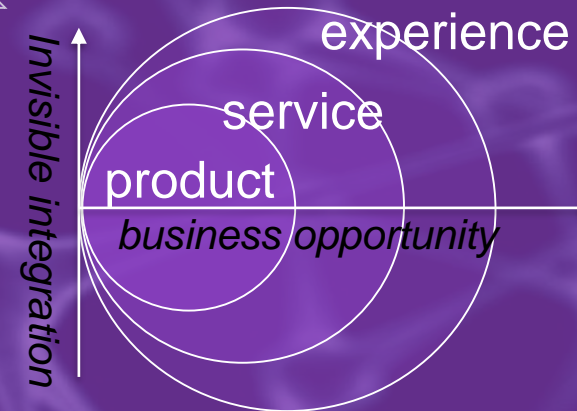 experience
service
product
business opportunity
Invisible integration